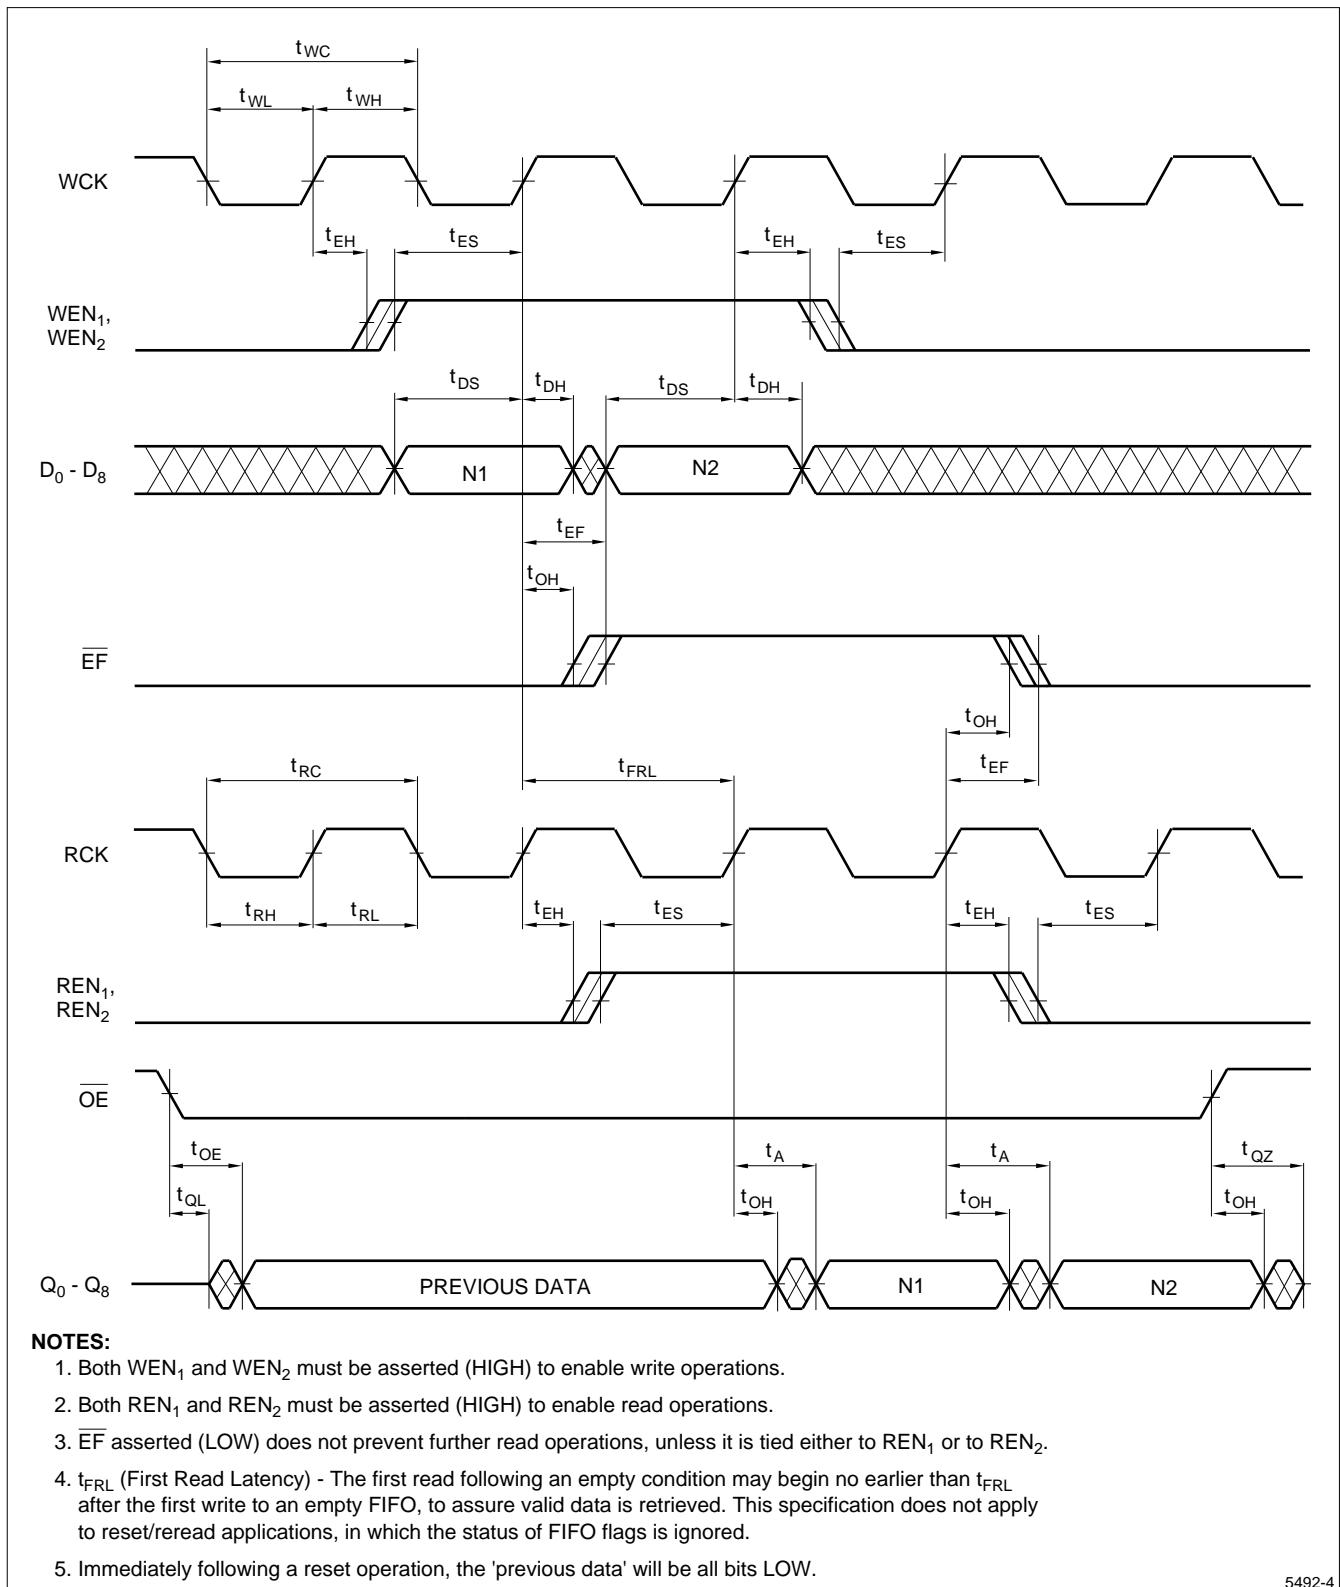 tWC
tWL tWH
WCK
tEH tES tEH tES
WEN1,
WEN2
tDS tDH tDS tDH
D0 - D8 N1 N2
tEF
tOH
EF
tOH
tRC tFRL tEF
RCK
tRH tRL tEH tES tEH tES
REN1,
REN2
OE
tOE tA tA tQZ
tQL tOH tOH tOH
Q0 - Q8 PREVIOUS DATA N1 N2
NOTES:
1. Both WEN1 and WEN2 must be asserted (HIGH) to enable write operations.
2. Both REN1 and REN2 must be asserted (HIGH) to enable read operations.
3. EF asserted (LOW) does not prevent further read operations, unless it is tied either to REN1 or to REN2.
4. tFRL (First Read Latency) - The first read following an empty condition may begin no earlier than tFRL
after the first write to an empty FIFO, to assure valid data is retrieved. This specification does not apply
to reset/reread applications, in which the status of FIFO flags is ignored.
5. Immediately following a reset operation, the 'previous data' will be all bits LOW.
5492-4